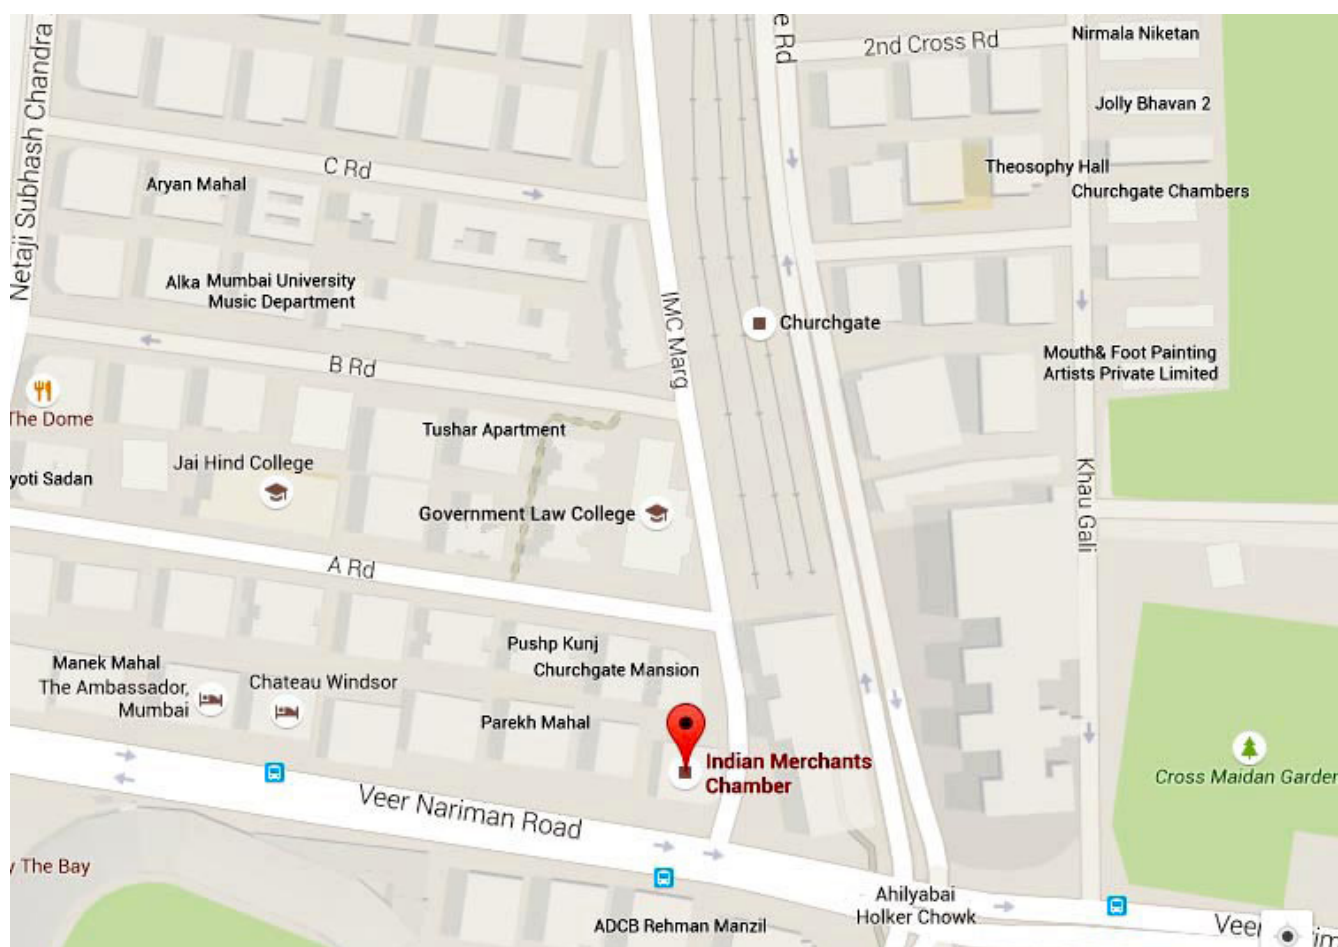 2nd Cross Rd
Nirmala Niketan
e Rd
Jolly Bhavan 2
Netaji Subhash Chandra
C Rd
Aryan Mahal
Theosophy Hall
Churchgate Chambers
Alka
Mumbai University
Music Department
IMC Marg
Churchgate
B Rd
Mouth& Foot Painting
Artists Private Limited
The Dome
Tushar Apartment
Jai Hind College
yoti Sadan
Government Law College
Khau Gali
A Rd
Pushp Kunj
Churchgate Mansion
Manek Mahal
The Ambassador,
Mumbai
Chateau Windsor
Parekh Mahal
Indian Merchants
Chamber
Cross Maidan Garden
Veer Nariman Road
y The Bay
Ahilyabai
Holker Chowk
ADCB Rehman Manzil
Veer